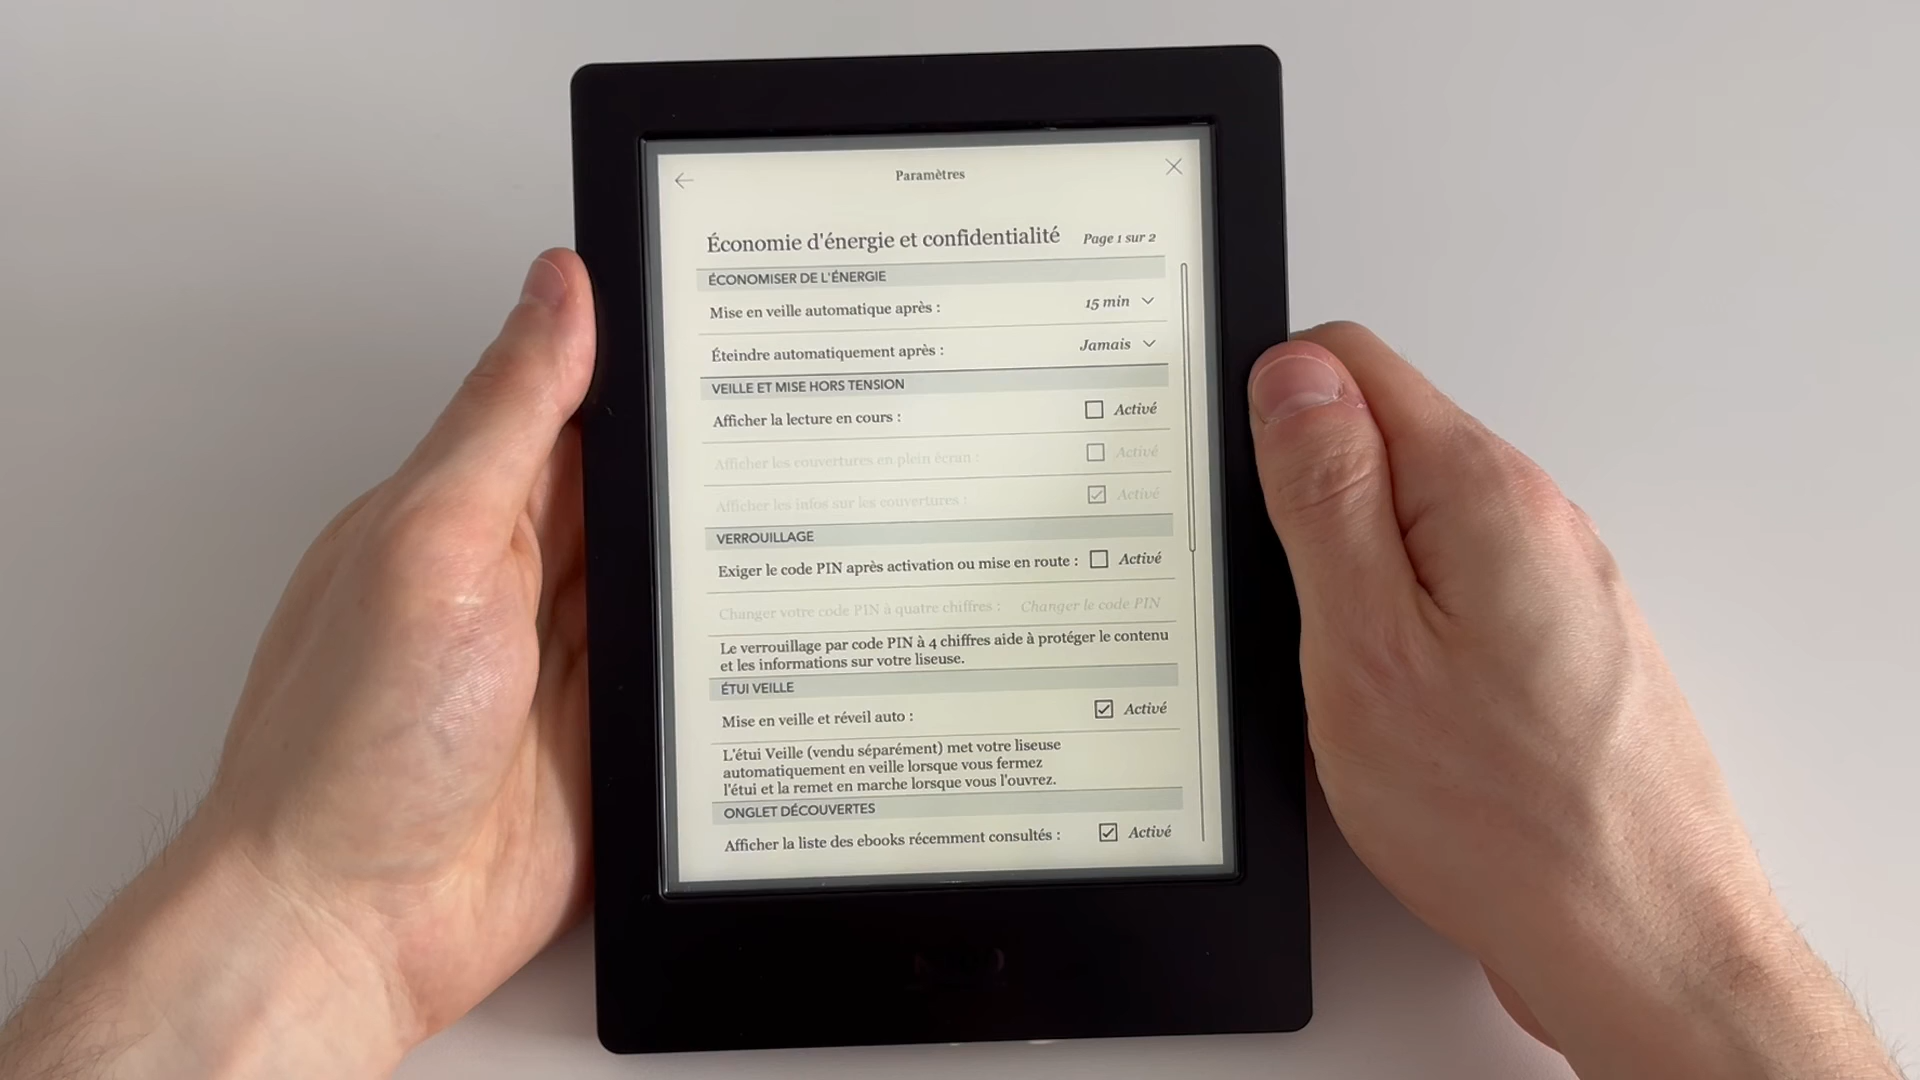 Paramètres
Économie d'énergie et confidentialité Page 1 sur 2
ÉCONOMISER DE L'ÉNERGIE
Mise en veille automatique après : 15 min
Éteindre automatiquement après : Jamais
VEILLE ET MISE HORS TENSION
Afficher la lecture en cours : Activé
Afficher les couvertures en plein écran : Activé
Afficher les infos sur les couvertures : Activé
VERROUILLAGE
Exiger le code PIN après activation ou mise en route : Activé
Changer votre code PIN à quatre chiffres : Changer le code PIN
Le verrouillage par code PIN à 4 chiffres aide à protéger le contenu
et les informations sur votre liseuse.
ÉTUI VEILLE
Mise en veille et réveil auto : Activé
L'étui Veille (vendu séparément) met votre liseuse
automatiquement en veille lorsque vous fermez
l'étui et la remet en marche lorsque vous l'ouvrez.
ONGLET DÉCOUVERTES
Afficher la liste des ebooks récemment consultés : Activé